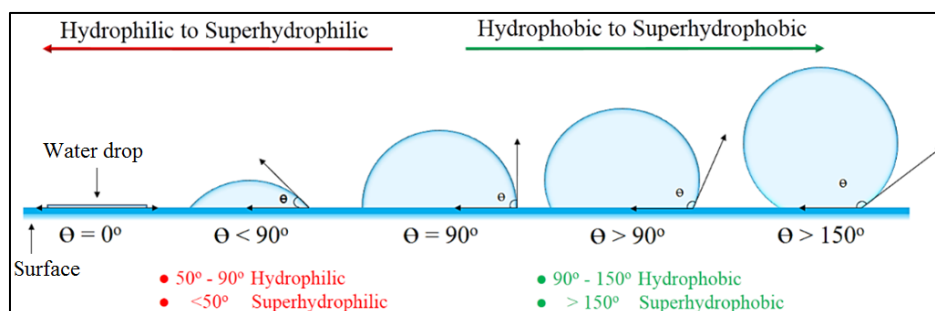 Hydrophilic to Superhydrophilic
Hydrophobic to Superhydrophobic
Water drop
ө
ө
ө
ө
Ɵ = 0º
Ɵ < 90º
Ɵ = 90º
Ɵ > 90º
Ɵ > 150º
Surface
● 50º - 90º Hydrophilic
● <50º Superhydrophilic
● 90º - 150º Hydrophobic
● > 150º Superhydrophobic